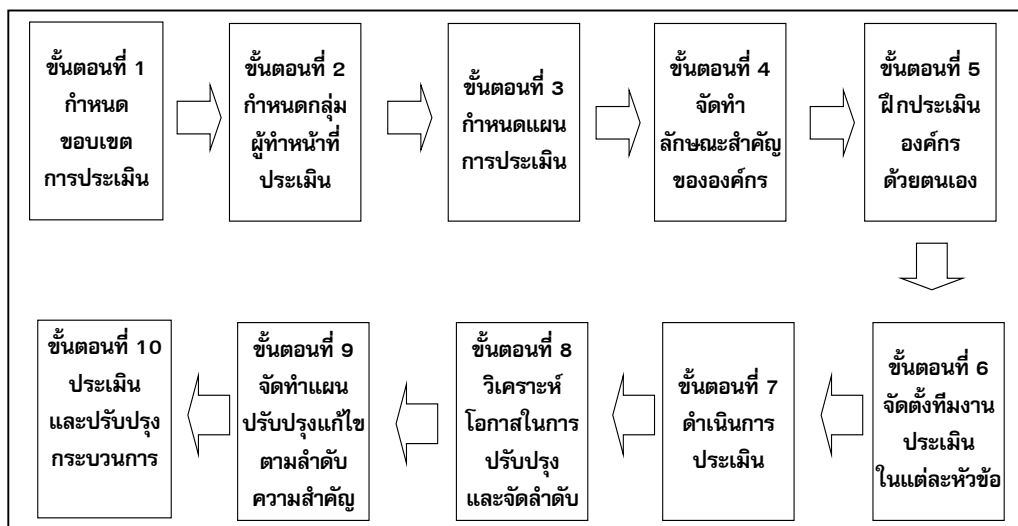 ขั้นตอนที่ 1
กำหนด
ขอบเขต
การประเมิน
ขั้นตอนที่ 2
กำหนดกลุ่ม
ผู้ทำหน้าที่
ประเมิน
ขั้นตอนที่ 3
กำหนดแผน
การประเมิน
ขั้นตอนที่ 4
จัดทำ
ลักษณะสำคัญ
ขององค์กร
ขั้นตอนที่ 5
ฝึกประเมิน
องค์กร
ด้วยตนเอง
ขั้นตอนที่ 6
จัดตั้งทีมงาน
ประเมิน
ในแต่ละหัวข้อ
ขั้นตอนที่ 7
ดำเนินการ
ประเมิน
ขั้นตอนที่ 8
วิเคราะห์
โอกาสในการ
ปรับปรุง
และจัดลำดับ
ขั้นตอนที่ 9
จัดทำแผน
ปรับปรุงแก้ไข
ตามลำดับ
ความสำคัญ
ขั้นตอนที่ 10
ประเมิน
และปรับปรุง
กระบวนการ